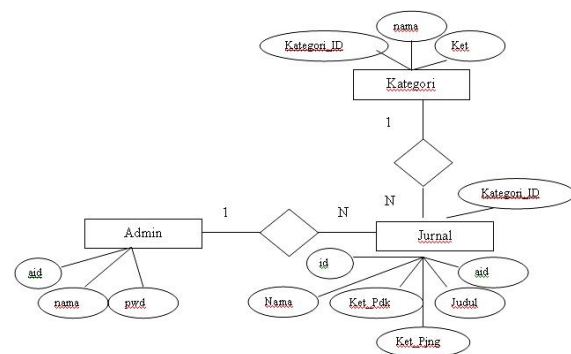 nama
Kategori_ID
Ket
Kategori
1
N
Kategori_ID
1
N
Admin
Jurnal
aid
id
aid
nama
pwd
Nama
Ket_Pdk
Judul
Ket_Pjng